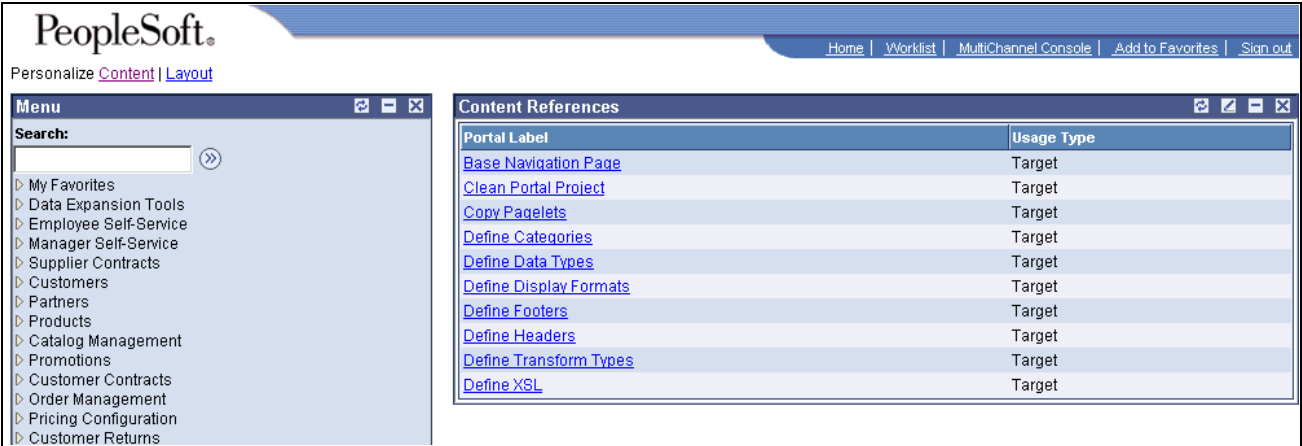 PeopleSoft.
Home | Worklist | MultiChannel Console | Add to Favorites | Sign out
Personalize Content | Layout
Menu
Search:
My Favorites
Data Expansion Tools
Employee Self-Service
Manager Self-Service
Supplier Contracts
Customers
Partners
Products
Catalog Management
Promotions
Customer Contracts
Order Management
Pricing Configuration
Customer Returns
Content References
Portal Label Usage Type
Base Navigation Page Target
Clean Portal Project Target
Copy Pagelets Target
Define Categories Target
Define Data Types Target
Define Display Formats Target
Define Footers Target
Define Headers Target
Define Transform Types Target
Define XSL Target